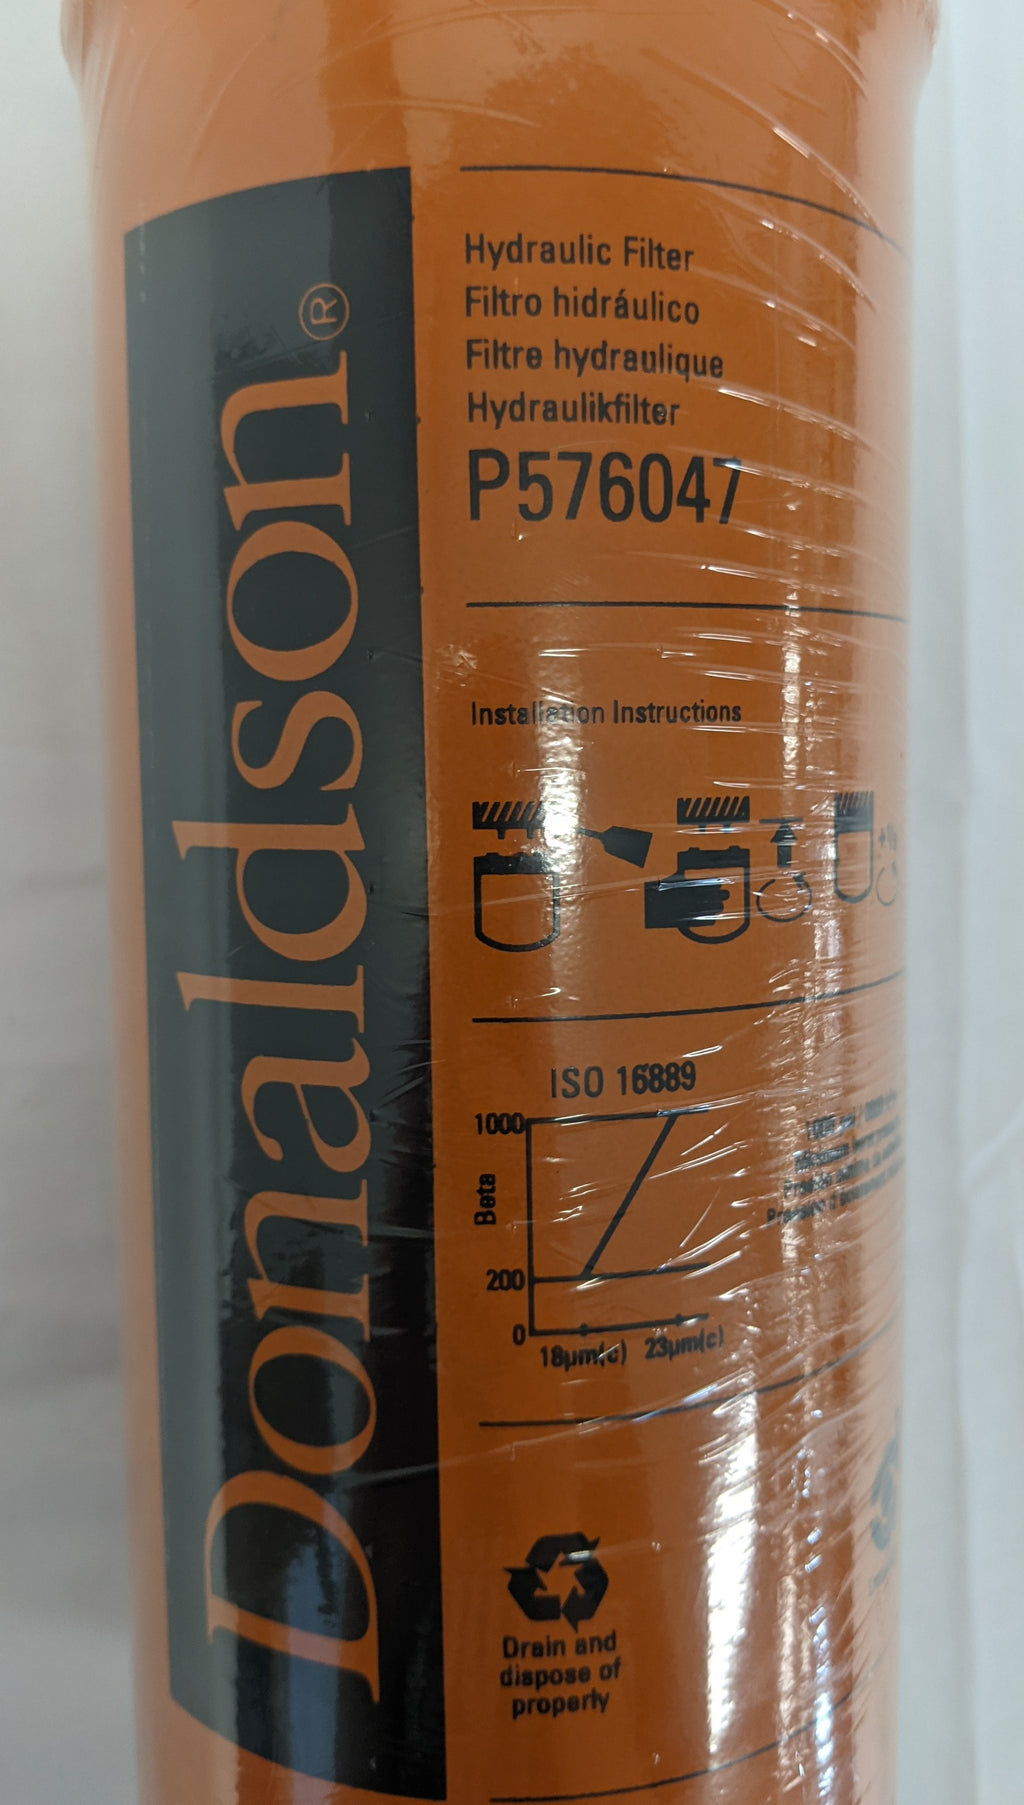 Donaldson®
Hydraulic Filter
Filtro hidráulico
Filtre hydraulique
Hydraulikfilter
P576047
Installation Instructions
ISO 16889
1000
Beta
200
0
18µm(c) 23µm(c)
Drain and
dispose of
properly